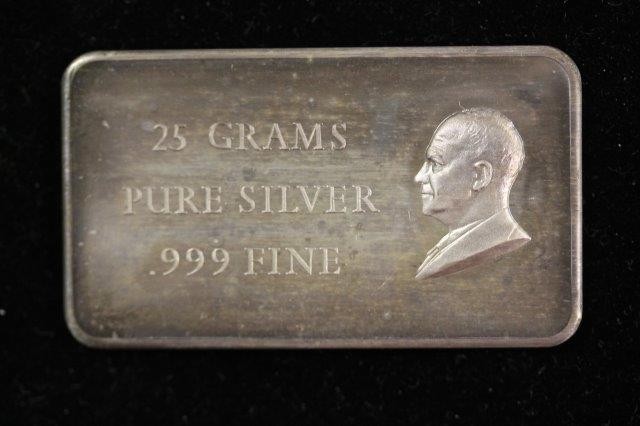 25 GRAMS
PURE SILVER
.999 FINE